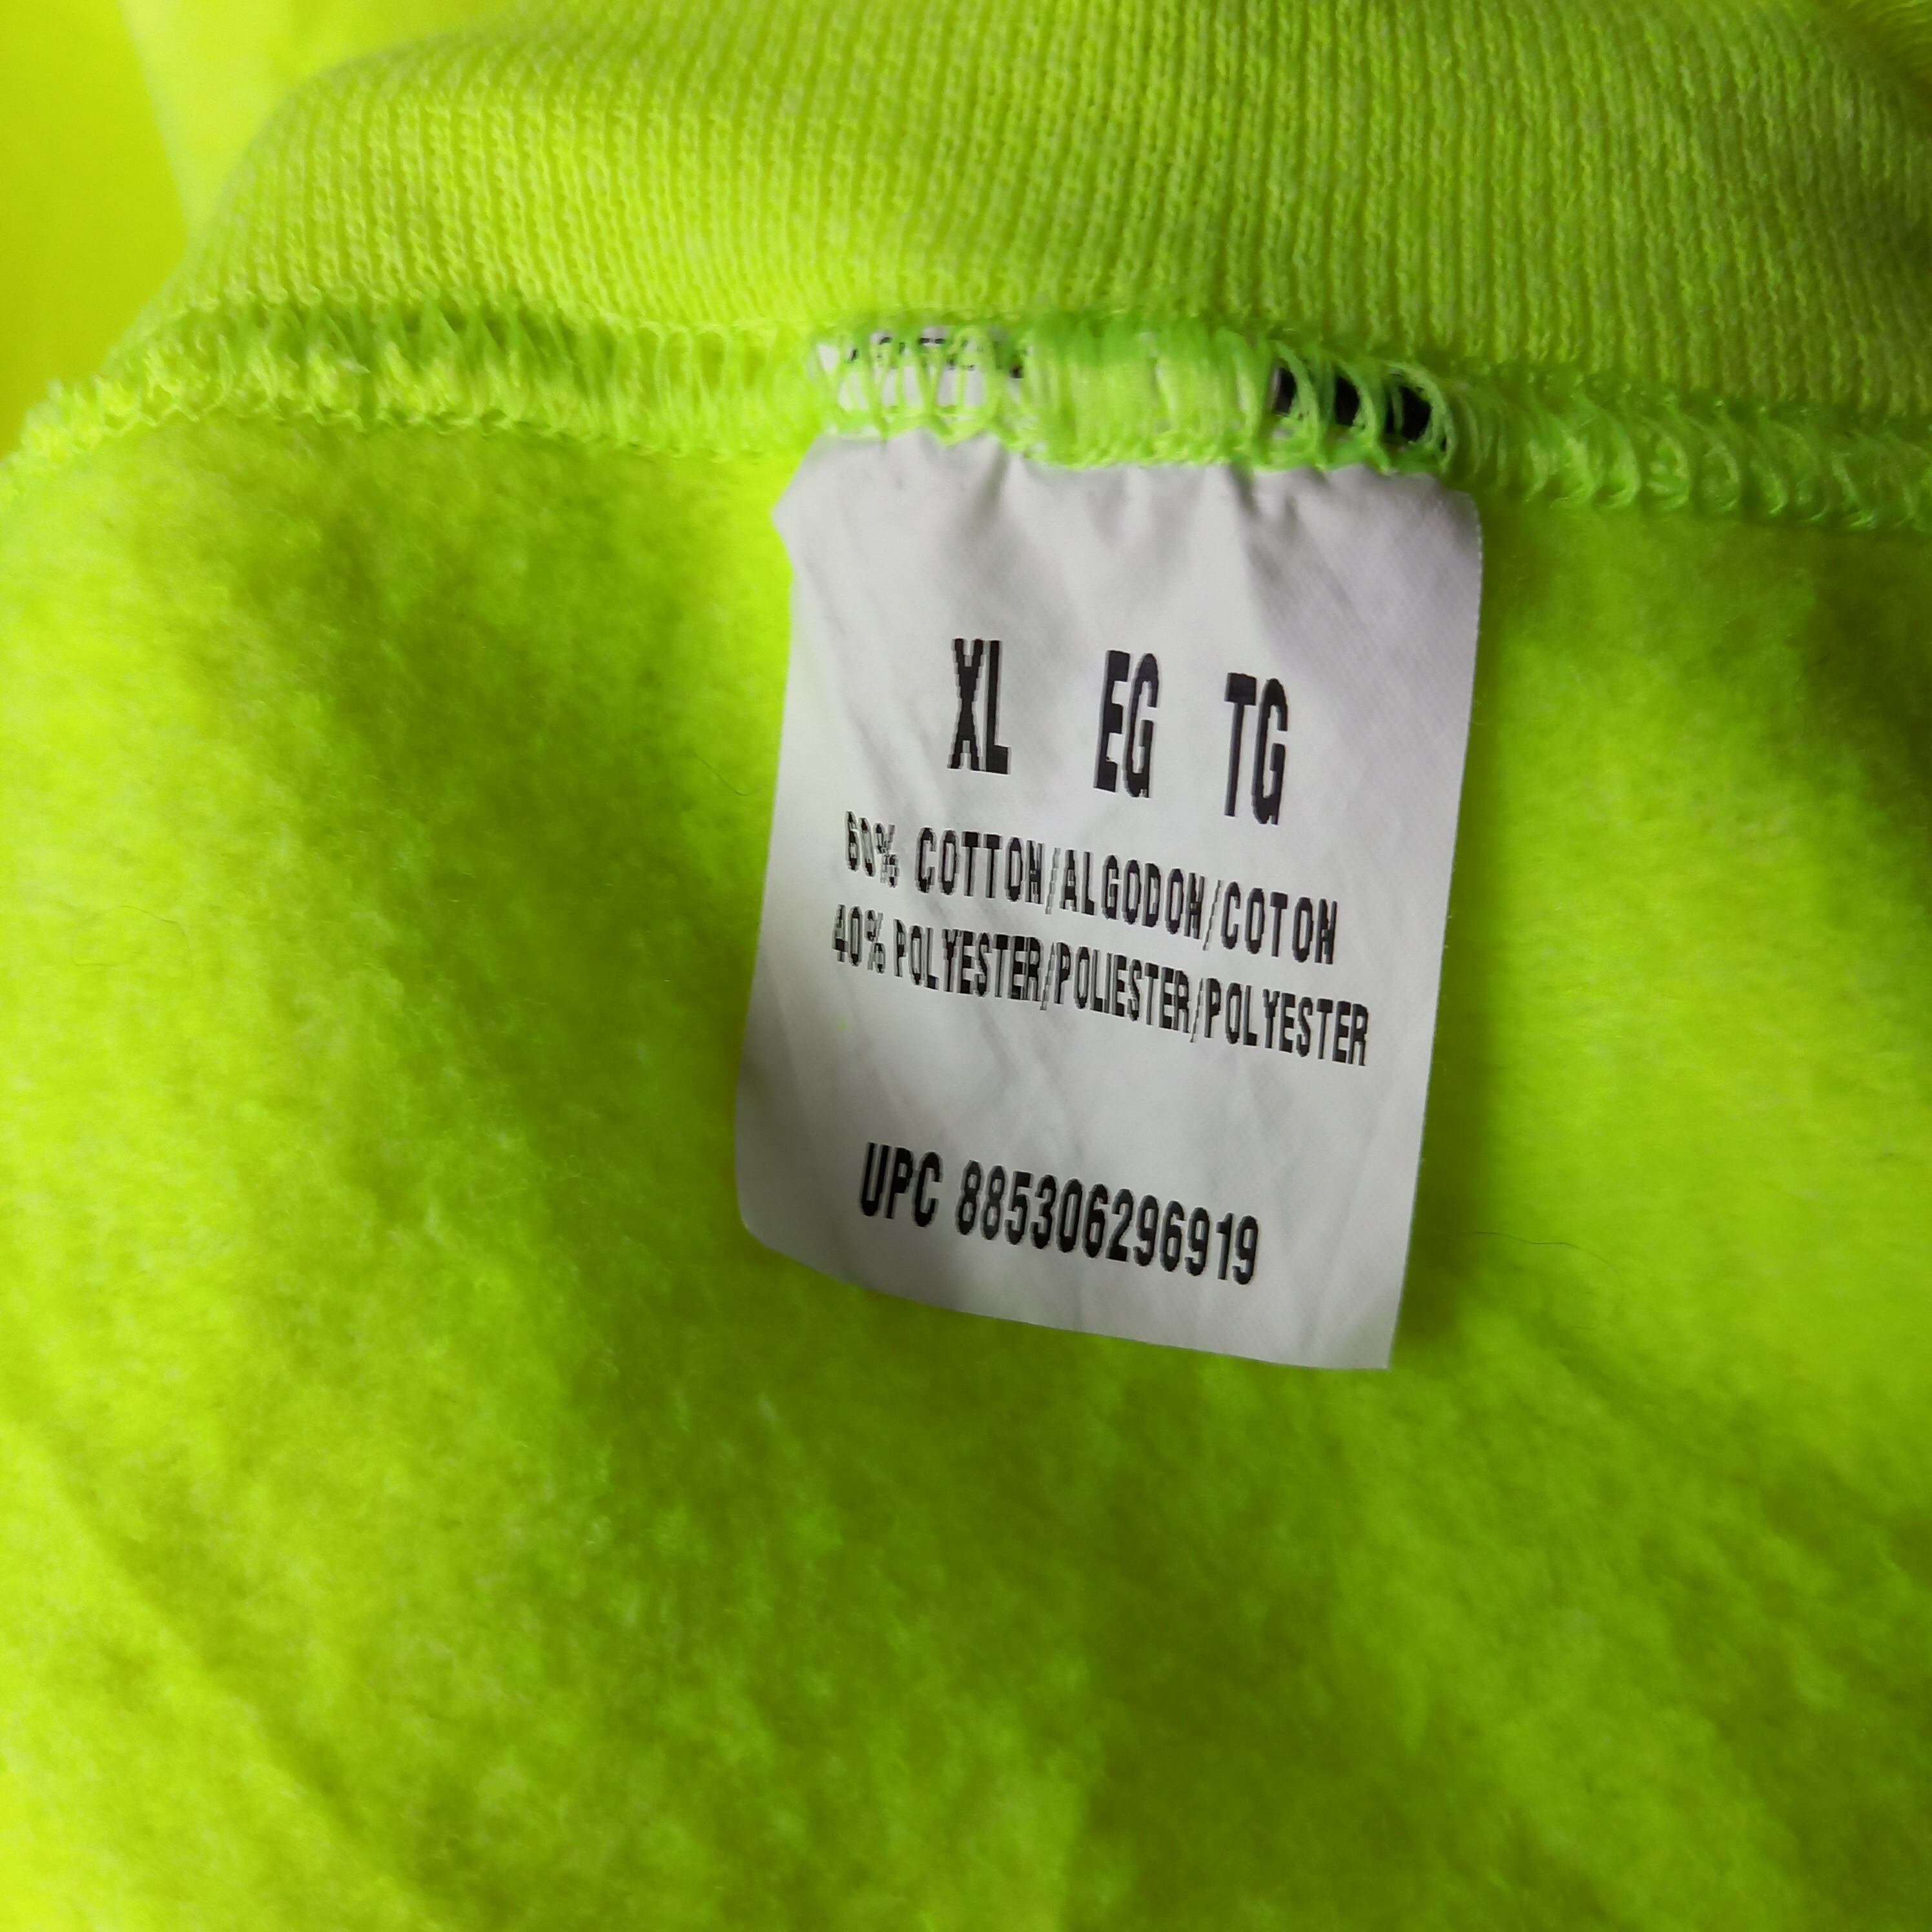 XL EG TG
60% COTTON/ALGODON/COTON
40% POLYESTER/POLIESTER/POLYESTER
UPC 885306296919